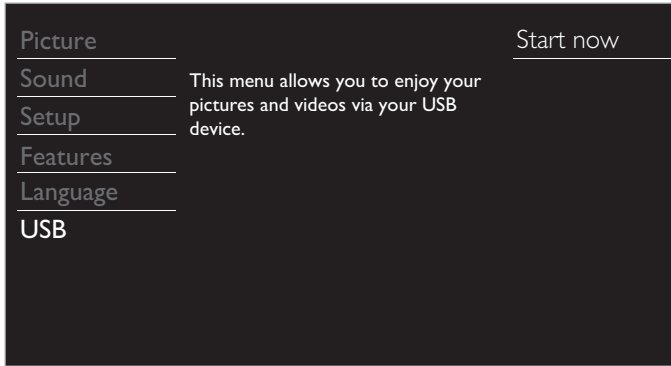 Picture
Sound
Setup
Features
Language
USB
This menu allows you to enjoy your
pictures and videos via your USB
device.
Start now